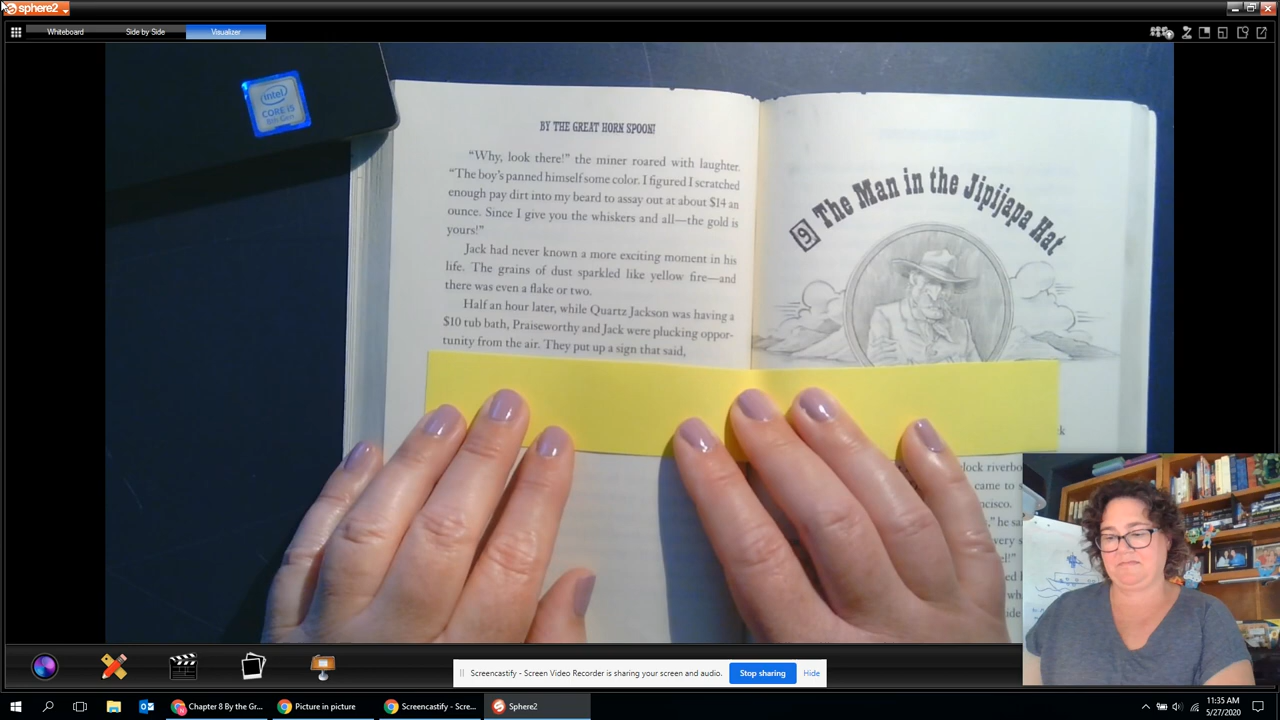 sphere2
Whiteboard
Side by Side
Visualizer
intel
CORE i5
8th Gen
BY THE GREAT HORN SPOON!
“Why, look there!” the miner roared with laughter.
“The boy’s panned himself some color. I figured I scratched
enough pay dirt into my beard to assay out at about $14 an
ounce. Since I give you the whiskers and all—the gold is
yours!”
Jack had never known a more exciting moment in his
life. The grains of dust sparkled like yellow fire—and
there was even a flake or two.
Half an hour later, while Quartz Jackson was having a
$10 tub bath, Praiseworthy and Jack were plucking oppor-
tunity from the air. They put up a sign that said,
9 The Man in the Jipijapa Hat
came to
very
Screencastify - Screen Video Recorder is sharing your screen and audio.
Stop sharing
Hide
Chapter 8 By the Gr...
Picture in picture
Screencastify - Scre...
Sphere2
11:35 AM
5/27/2020